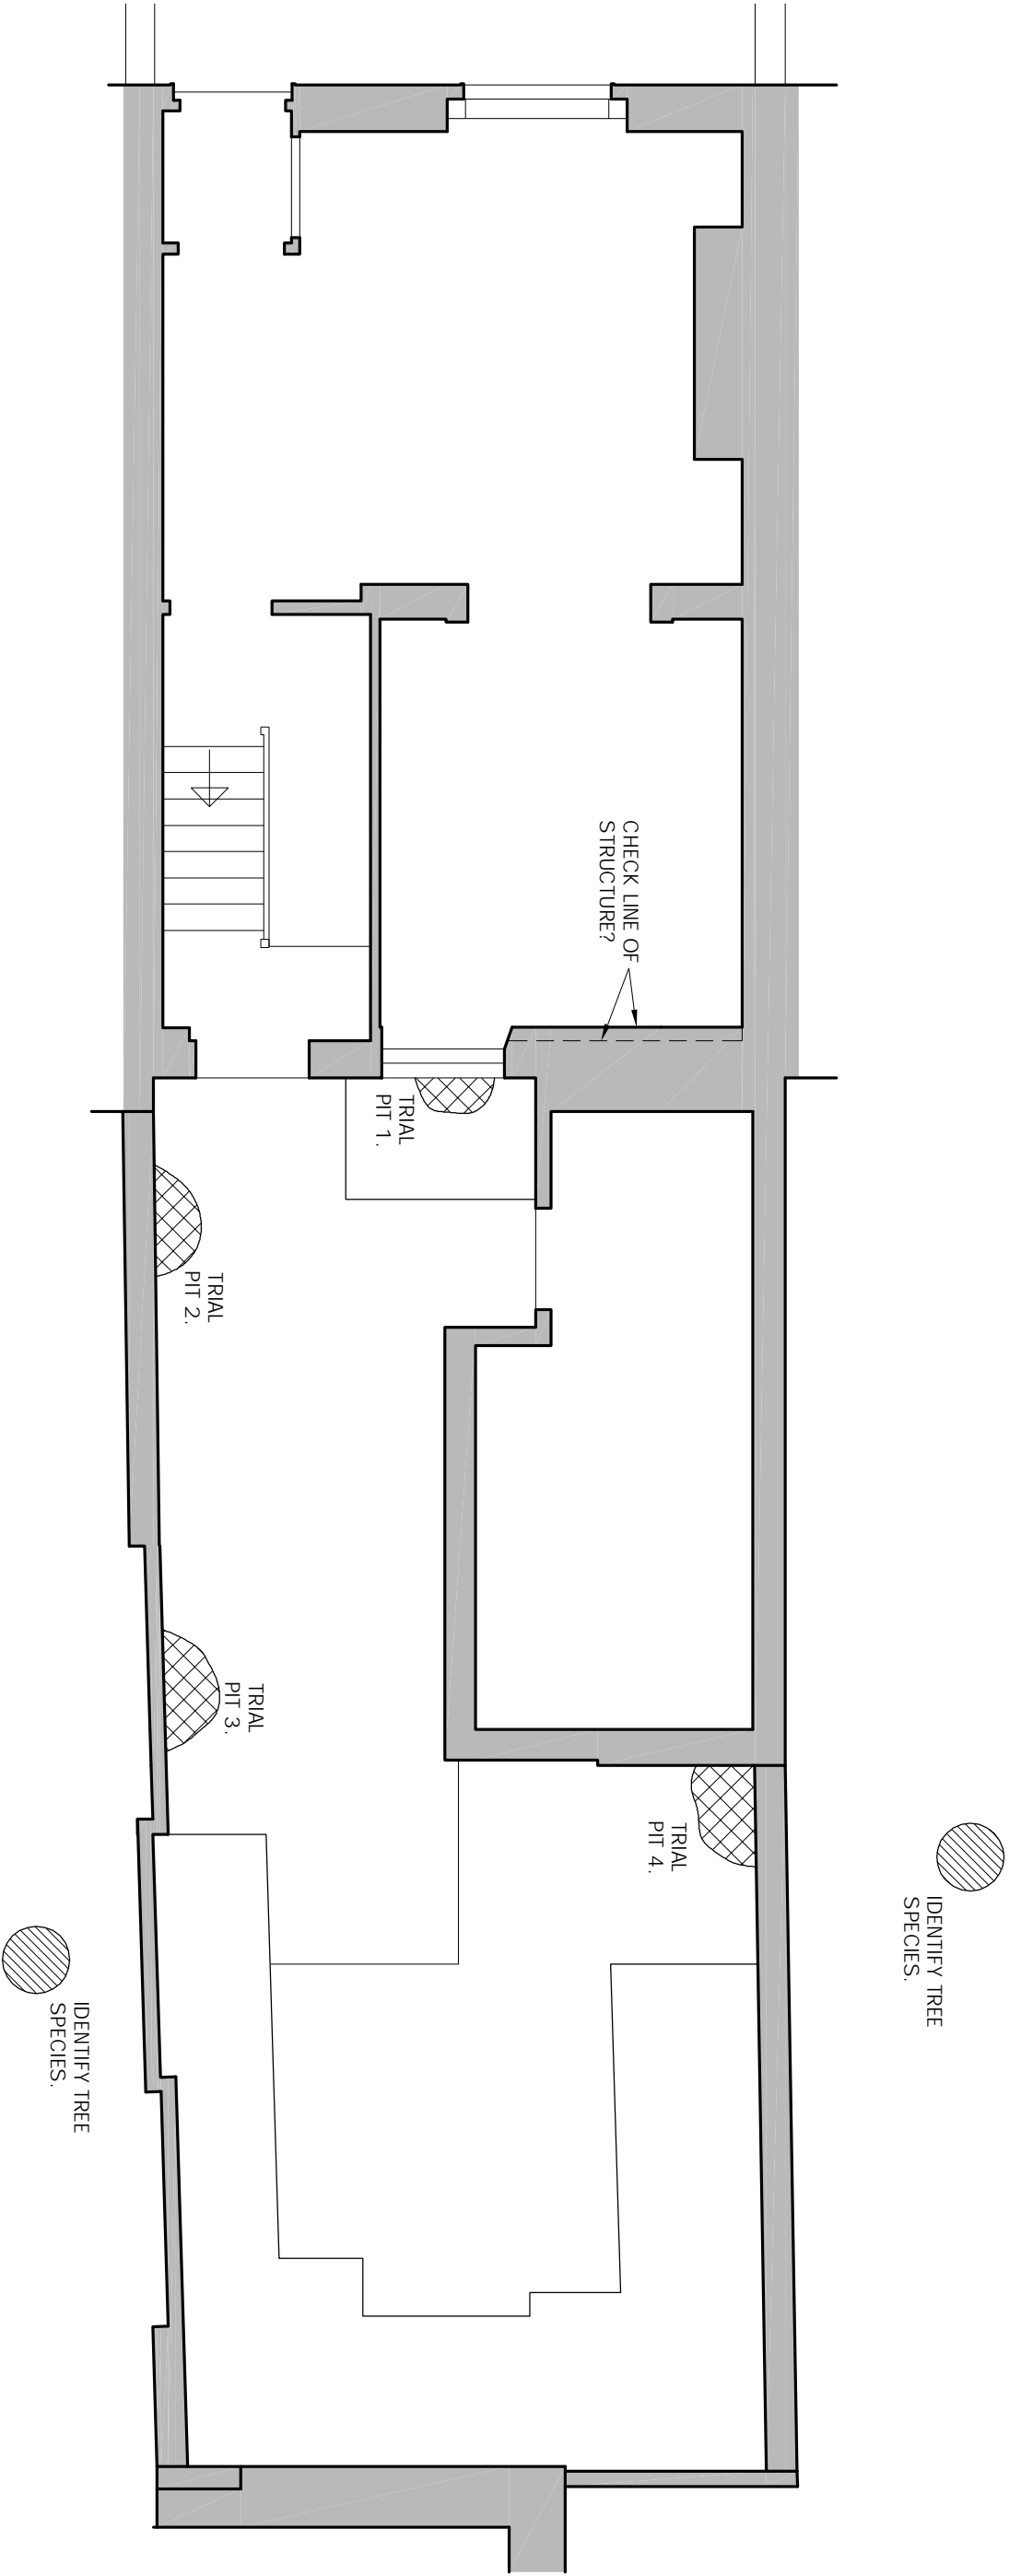 CHECK LINE OF
STRUCTURE?
TRIAL
PIT 1.
TRIAL
PIT 2.
TRIAL
PIT 3.
TRIAL
PIT 4.
IDENTIFY TREE
SPECIES.
IDENTIFY TREE
SPECIES.